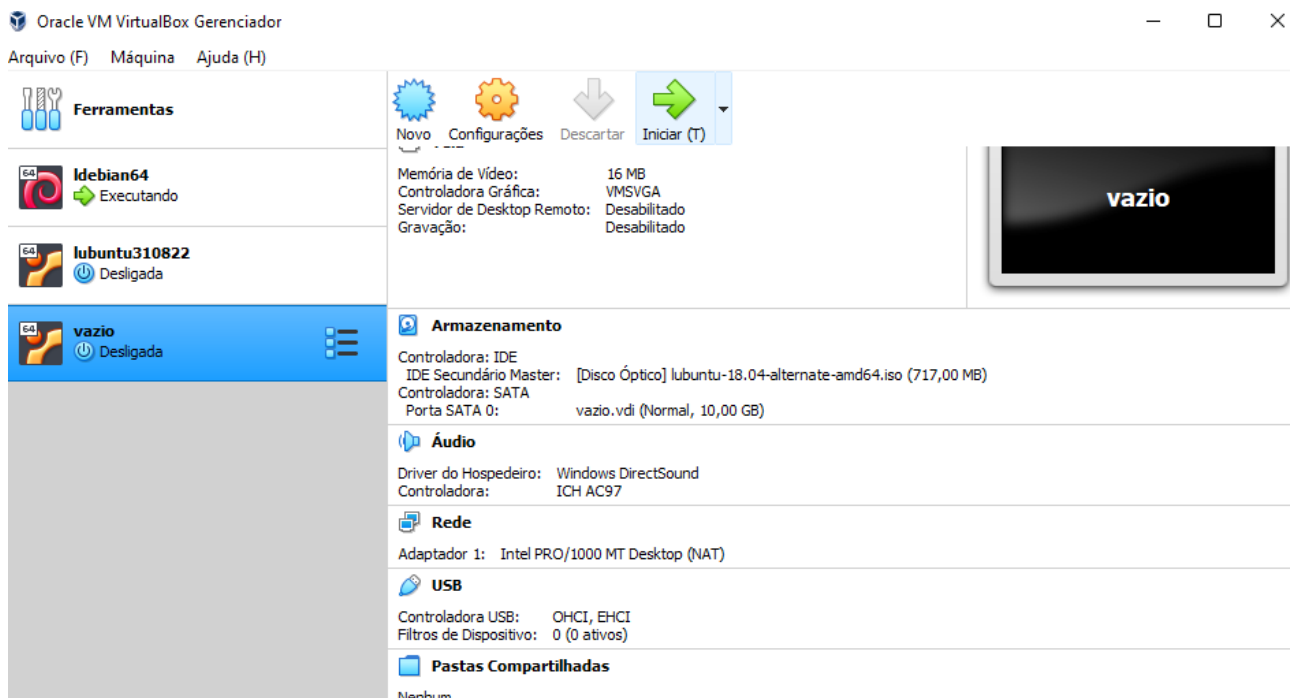 Oracle VM VirtualBox Gerenciador
Arquivo (F) Máquina Ajuda (H)
Ferramentas
Novo Configurações Descartar Iniciar (T)
64
ldebian64
Executando
64
lubuntu310822
Desligada
64
vazio
Desligada
Memória de Vídeo: 16 MB
Controladora Gráfica: VMSVGA
Servidor de Desktop Remoto: Desabilitado
Gravação: Desabilitado
vazio
Armazenamento
Controladora: IDE
IDE Secundário Master: [Disco Óptico] lubuntu-18.04-alternate-amd64.iso (717,00 MB)
Controladora: SATA
Porta SATA 0: vazio.vdi (Normal, 10,00 GB)
Áudio
Driver do Hospedeiro: Windows DirectSound
Controladora: ICH AC97
Rede
Adaptador 1: Intel PRO/1000 MT Desktop (NAT)
USB
Controladora USB: OHCI, EHCI
Filtros de Dispositivo: 0 (0 ativos)
Pastas Compartilhadas
Nenhum